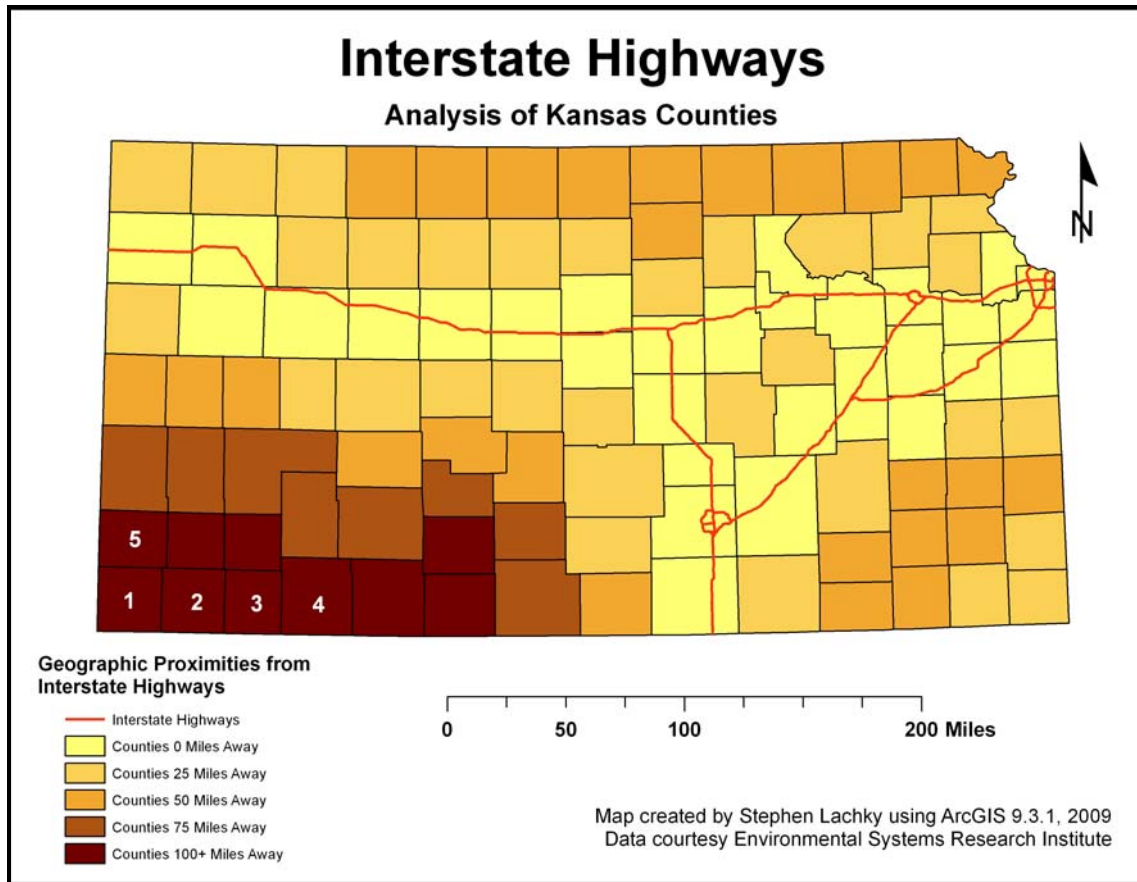 Interstate Highways
Analysis of Kansas Counties
N
5
1 2 3 4
Geographic Proximities from
Interstate Highways
Interstate Highways
Counties 0 Miles Away
Counties 25 Miles Away
Counties 50 Miles Away
Counties 75 Miles Away
Counties 100+ Miles Away
0 50 100 200 Miles
Map created by Stephen Lachky using ArcGIS 9.3.1, 2009
Data courtesy Environmental Systems Research Institute